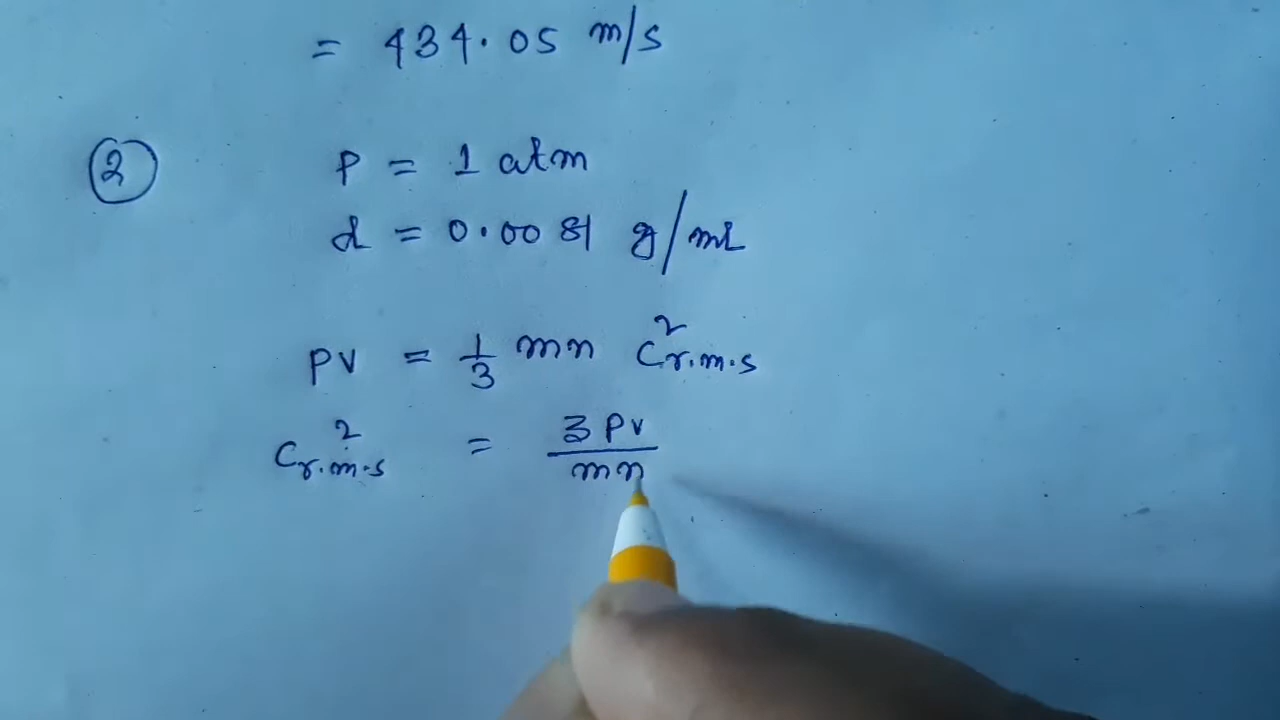 = 434.05 m/s
② P = 1 atm
d = 0.0081 g/mL
PV = 1/3 mn C²r.m.s
C²r.m.s = 3PV/mn